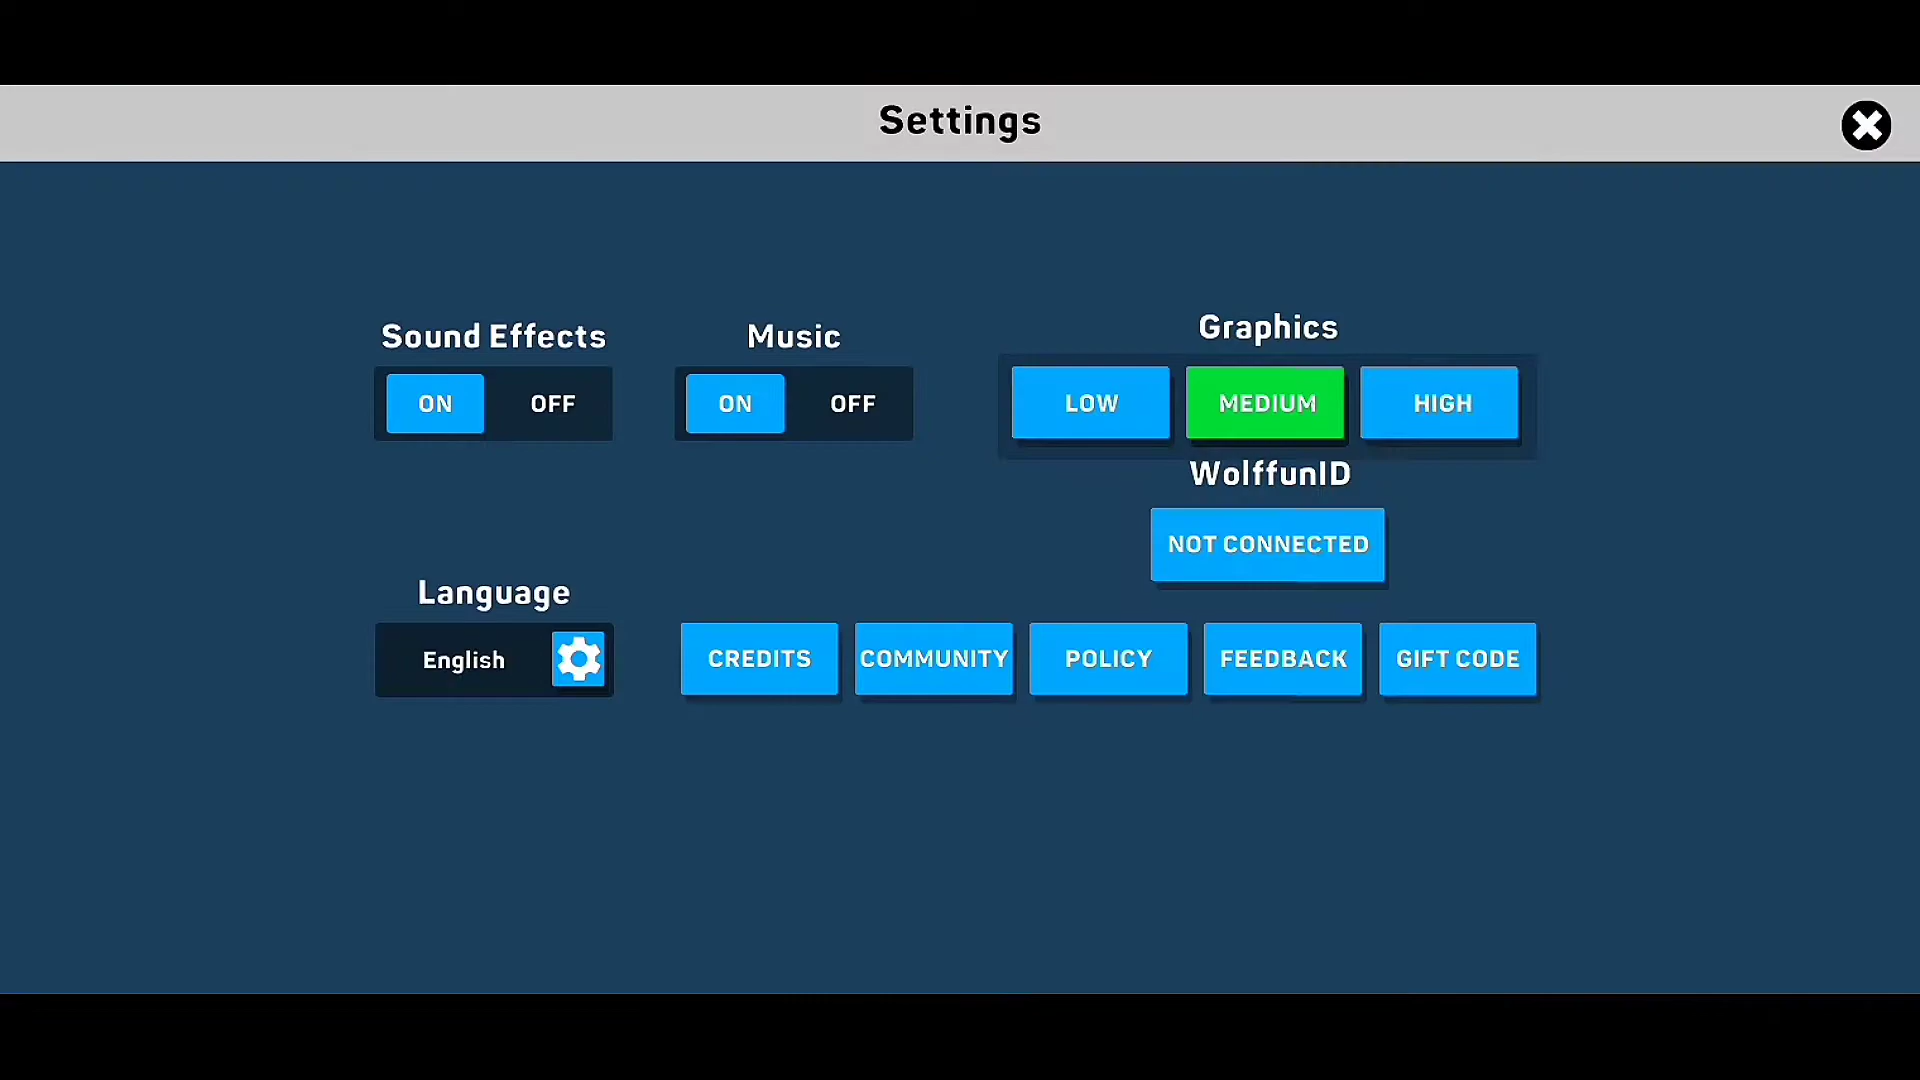 Settings
Sound Effects
ON OFF
Music
ON OFF
Graphics
LOW MEDIUM HIGH
WolffunID
NOT CONNECTED
Language
English
CREDITS COMMUNITY POLICY FEEDBACK GIFT CODE